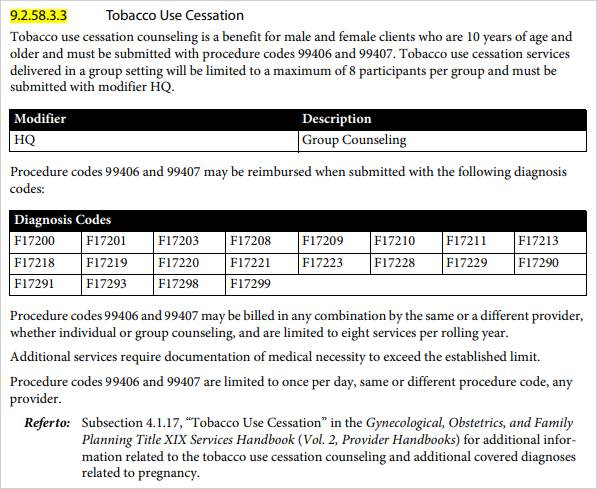 9.2.58.3.3 Tobacco Use Cessation
Tobacco use cessation counseling is a benefit for male and female clients who are 10 years of age and
older and must be submitted with procedure codes 99406 and 99407. Tobacco use cessation services
delivered in a group setting will be limited to a maximum of 8 participants per group and must be
submitted with modifier HQ.
Modifier Description
HQ Group Counseling
Procedure codes 99406 and 99407 may be reimbursed when submitted with the following diagnosis
codes:
Diagnosis Codes
F17200 F17201 F17203 F17208 F17209 F17210 F17211 F17213
F17218 F17219 F17220 F17221 F17223 F17228 F17229 F17290
F17291 F17293 F17298 F17299
Procedure codes 99406 and 99407 may be billed in any combination by the same or a different provider,
whether individual or group counseling, and are limited to eight services per rolling year.
Additional services require documentation of medical necessity to exceed the established limit.
Procedure codes 99406 and 99407 are limited to once per day, same or different procedure code, any
provider.
Refer to: Subsection 4.1.17, “Tobacco Use Cessation” in the Gynecological, Obstetrics, and Family
Planning Title XIX Services Handbook (Vol. 2, Provider Handbooks) for additional infor-
mation related to the tobacco use cessation counseling and additional covered diagnoses
related to pregnancy.